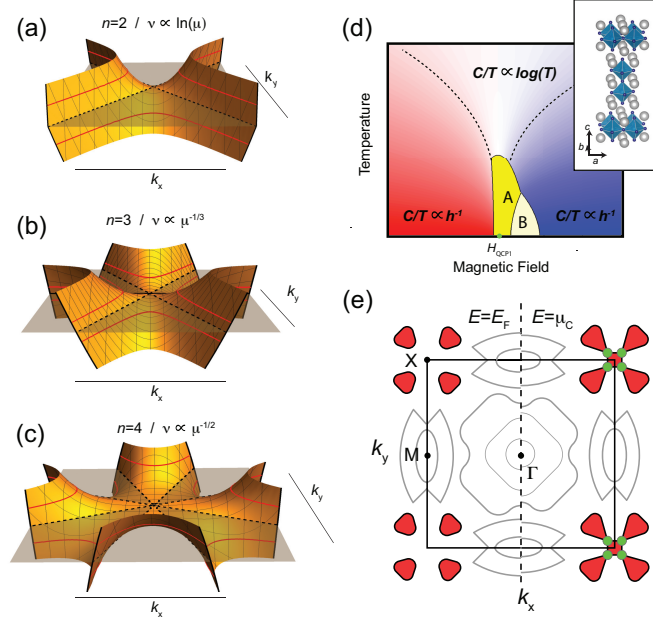 (a)
n=2 / ν ∝ ln(μ)
k_y
k_x
(b)
n=3 / ν ∝ μ^-1/3
k_y
k_x
(c)
n=4 / ν ∝ μ^-1/2
k_y
k_x
(d)
Temperature
C/T ∝ log(T)
C/T ∝ h^-1
A
B
C/T ∝ h^-1
H_QCPI
Magnetic Field
c
b
a
(e)
E=E_F
E=μ_C
X
k_y
M
Γ
k_x